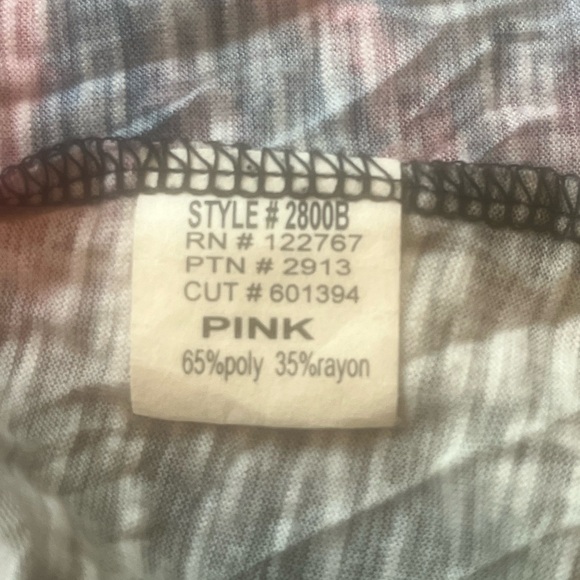 STYLE # 2800B
RN # 122767
PTN # 2913
CUT # 601394
PINK
65%poly 35%rayon